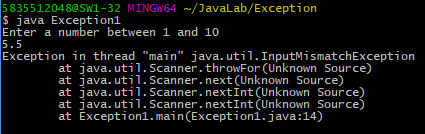 5835512048@SW1-32 MINGW64 ~/JavaLab/Exception
$ java Exception1
Enter a number between 1 and 10
5.5
Exception in thread "main" java.util.InputMismatchException
at java.util.Scanner.throwFor(Unknown Source)
at java.util.Scanner.next(Unknown Source)
at java.util.Scanner.nextInt(Unknown Source)
at java.util.Scanner.nextInt(Unknown Source)
at Exception1.main(Exception1.java:14)